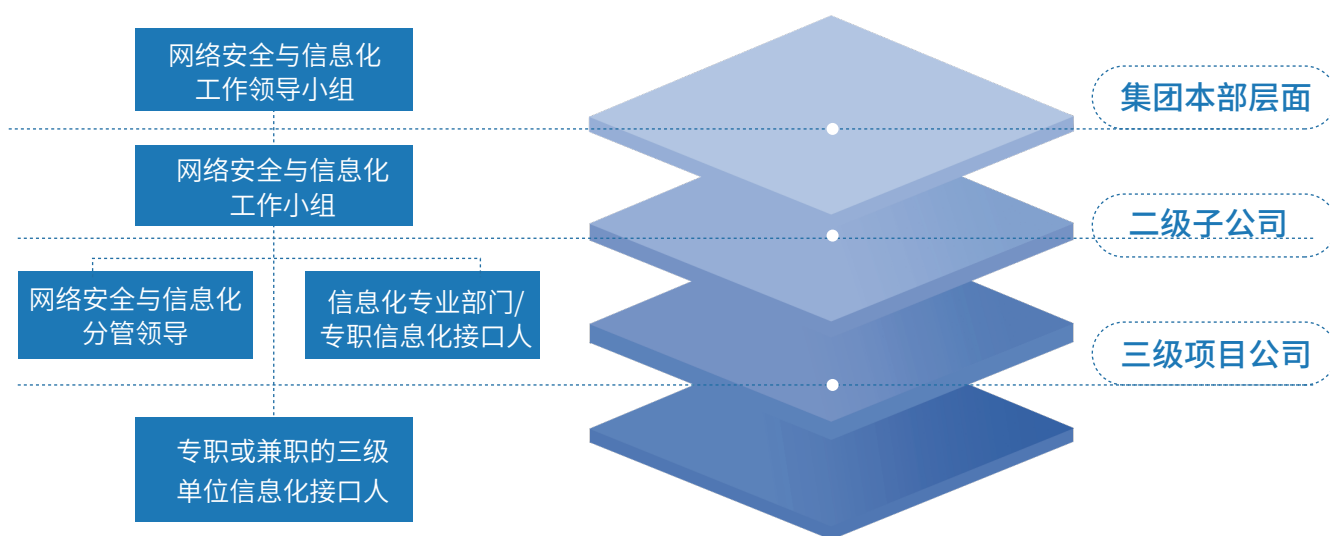 网络安全与信息化
工作领导小组
集团本部层面
网络安全与信息化
工作小组
二级子公司
网络安全与信息化
分管领导
信息化专业部门/
专职信息化接口人
三级项目公司
专职或兼职的三级
单位信息化接口人